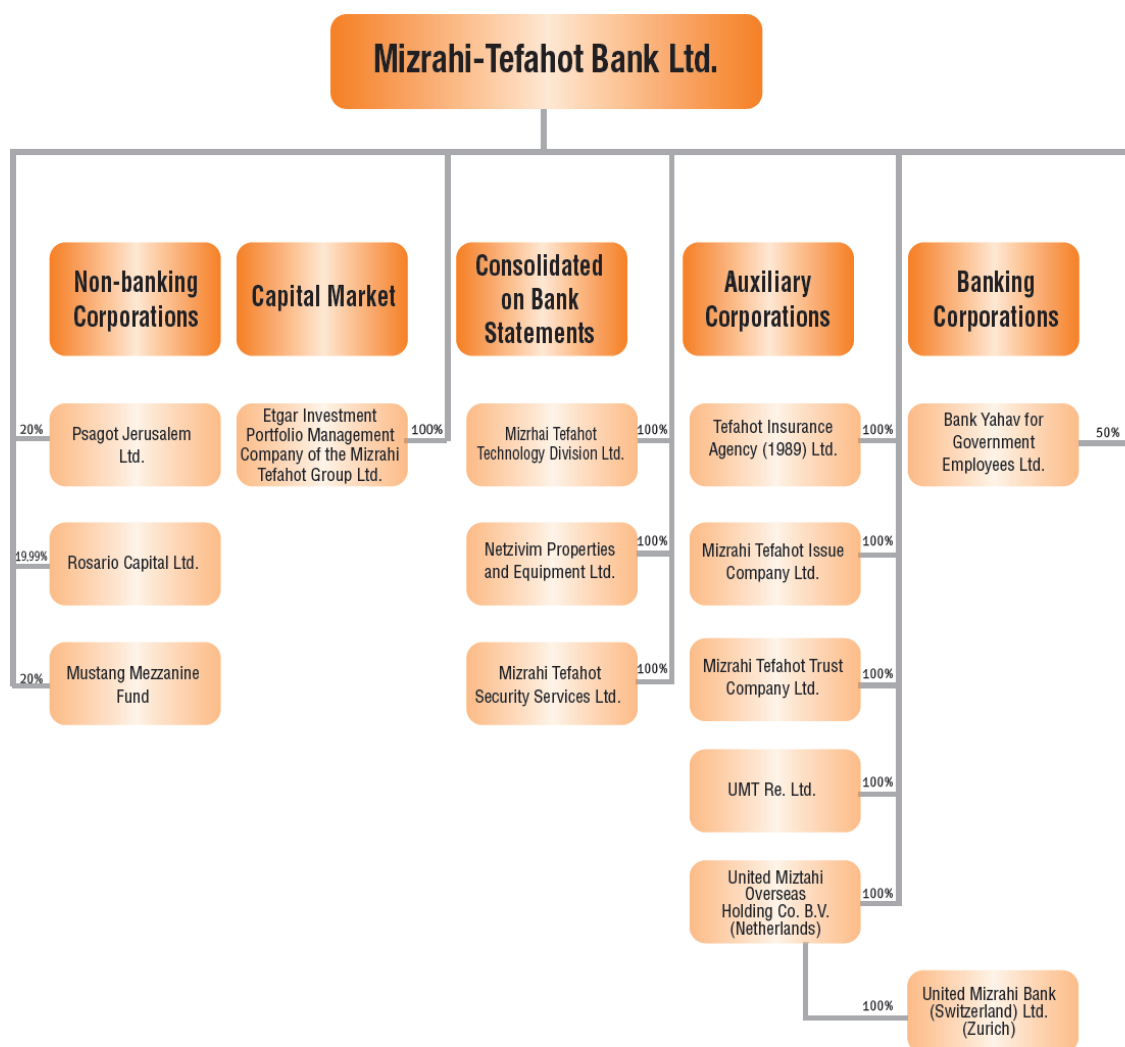 Mizrahi-Tefahot Bank Ltd.
Non-banking
Corporations
Capital Market
Consolidated
on Bank
Statements
Auxiliary
Corporations
Banking
Corporations
20%
Psagot Jerusalem
Ltd.
Etgar Investment
Portfolio Management
Company of the Mizrahi
Tefahot Group Ltd.
100%
Mizrhai Tefahot
Technology Division Ltd.
100%
Tefahot Insurance
Agency (1989) Ltd.
100%
Bank Yahav for
Government
Employees Ltd.
50%
19.99%
Rosario Capital Ltd.
Netzivim Properties
and Equipment Ltd.
100%
Mizrahi Tefahot Issue
Company Ltd.
100%
20%
Mustang Mezzanine
Fund
Mizrahi Tefahot
Security Services Ltd.
100%
Mizrahi Tefahot Trust
Company Ltd.
100%
UMT Re. Ltd.
100%
United Miztahi
Overseas
Holding Co. B.V.
(Netherlands)
100%
100%
United Mizrahi Bank
(Switzerland) Ltd.
(Zurich)